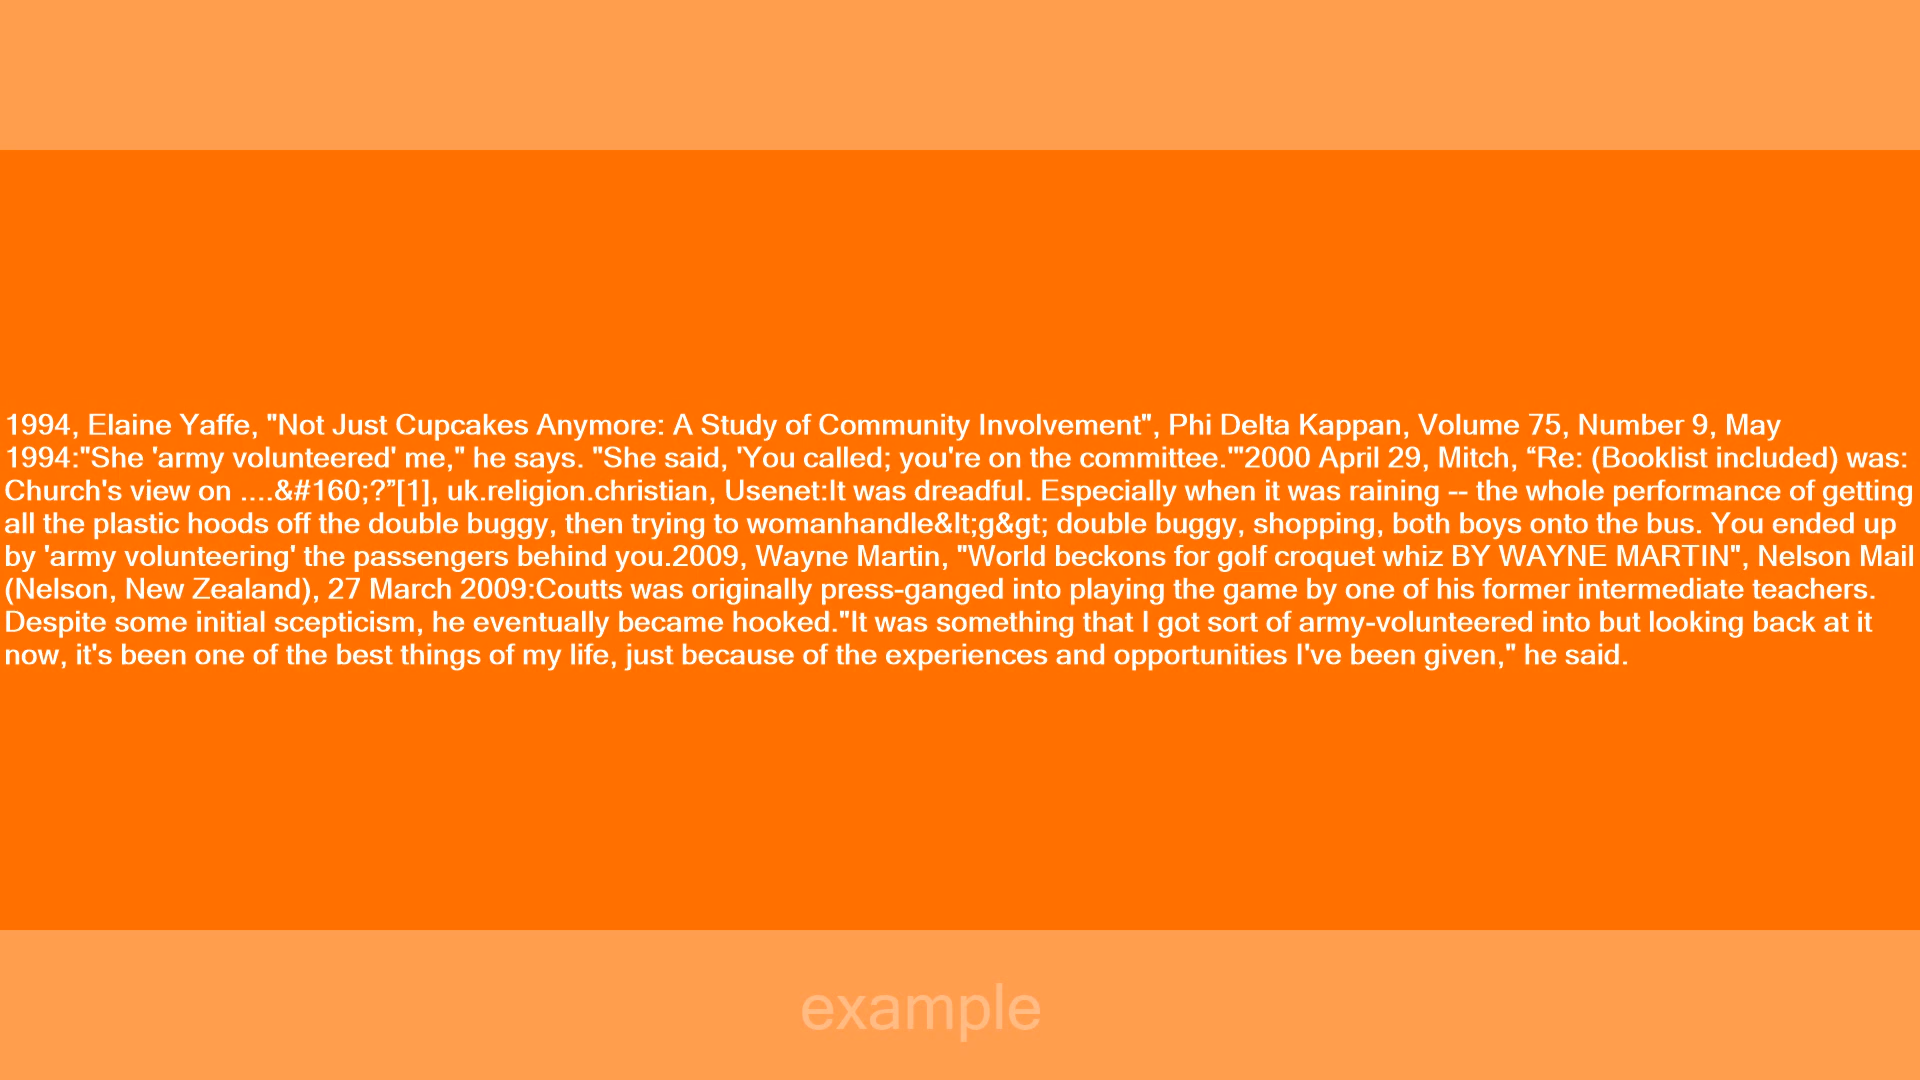 1994, Elaine Yaffe, "Not Just Cupcakes Anymore: A Study of Community Involvement", Phi Delta Kappan, Volume 75, Number 9, May
1994:"She 'army volunteered' me," he says. "She said, 'You called; you're on the committee.'"2000 April 29, Mitch, “Re: (Booklist included) was:
Church's view on ....&#160;?”[1], uk.religion.christian, Usenet:It was dreadful. Especially when it was raining -- the whole performance of getting
all the plastic hoods off the double buggy, then trying to womanhandle&lt;g&gt; double buggy, shopping, both boys onto the bus. You ended up
by 'army volunteering' the passengers behind you.2009, Wayne Martin, "World beckons for golf croquet whiz BY WAYNE MARTIN", Nelson Mail
(Nelson, New Zealand), 27 March 2009:Coutts was originally press-ganged into playing the game by one of his former intermediate teachers.
Despite some initial scepticism, he eventually became hooked."It was something that I got sort of army-volunteered into but looking back at it
now, it's been one of the best things of my life, just because of the experiences and opportunities I've been given," he said.
example